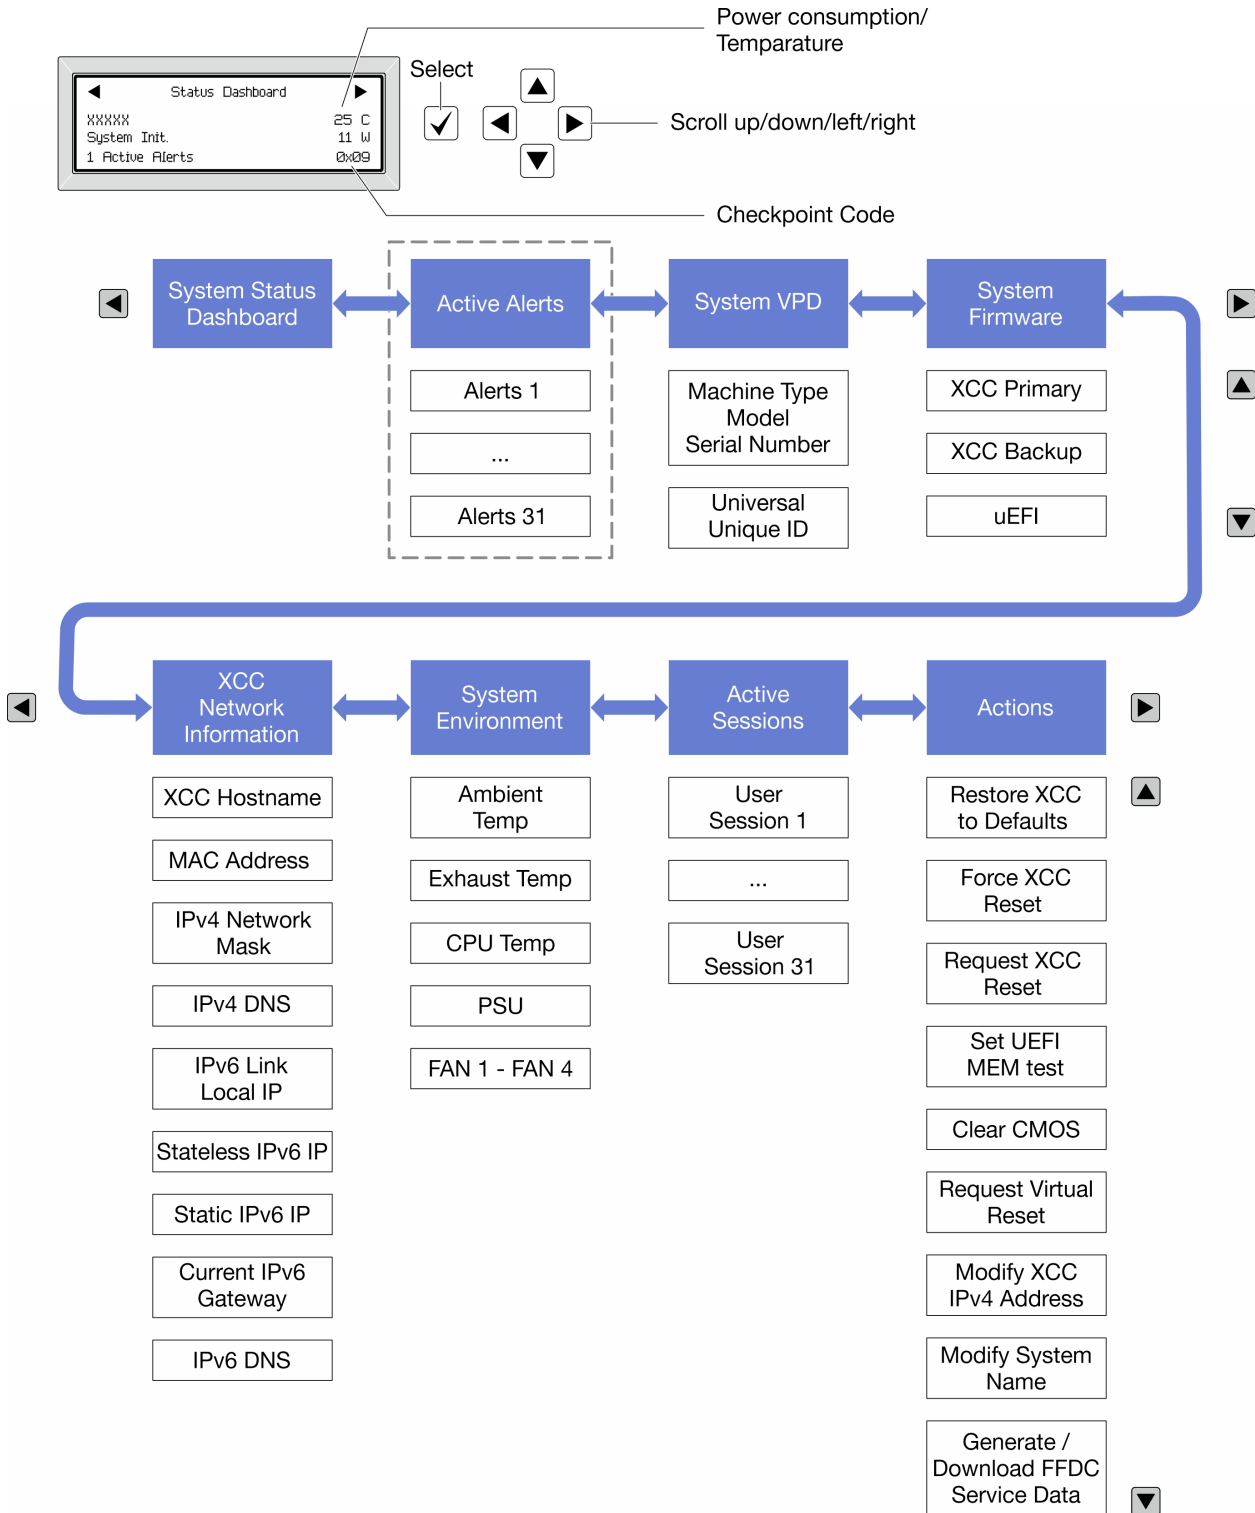 Power consumption/
Temparature
Select
Status Dashboard
XXXXX 25 C
System Init. 11 W
1 Active Alerts 0x09
Scroll up/down/left/right
Checkpoint Code
System Status
Dashboard
Active Alerts
System VPD
System
Firmware
Alerts 1
...
Alerts 31
Machine Type
Model
Serial Number
Universal
Unique ID
XCC Primary
XCC Backup
uEFI
XCC
Network
Information
System
Environment
Active
Sessions
Actions
XCC Hostname
MAC Address
IPv4 Network
Mask
IPv4 DNS
IPv6 Link
Local IP
Stateless IPv6 IP
Static IPv6 IP
Current IPv6
Gateway
IPv6 DNS
Ambient
Temp
Exhaust Temp
CPU Temp
PSU
FAN 1 - FAN 4
User
Session 1
...
User
Session 31
Restore XCC
to Defaults
Force XCC
Reset
Request XCC
Reset
Set UEFI
MEM test
Clear CMOS
Request Virtual
Reset
Modify XCC
IPv4 Address
Modify System
Name
Generate /
Download FFDC
Service Data